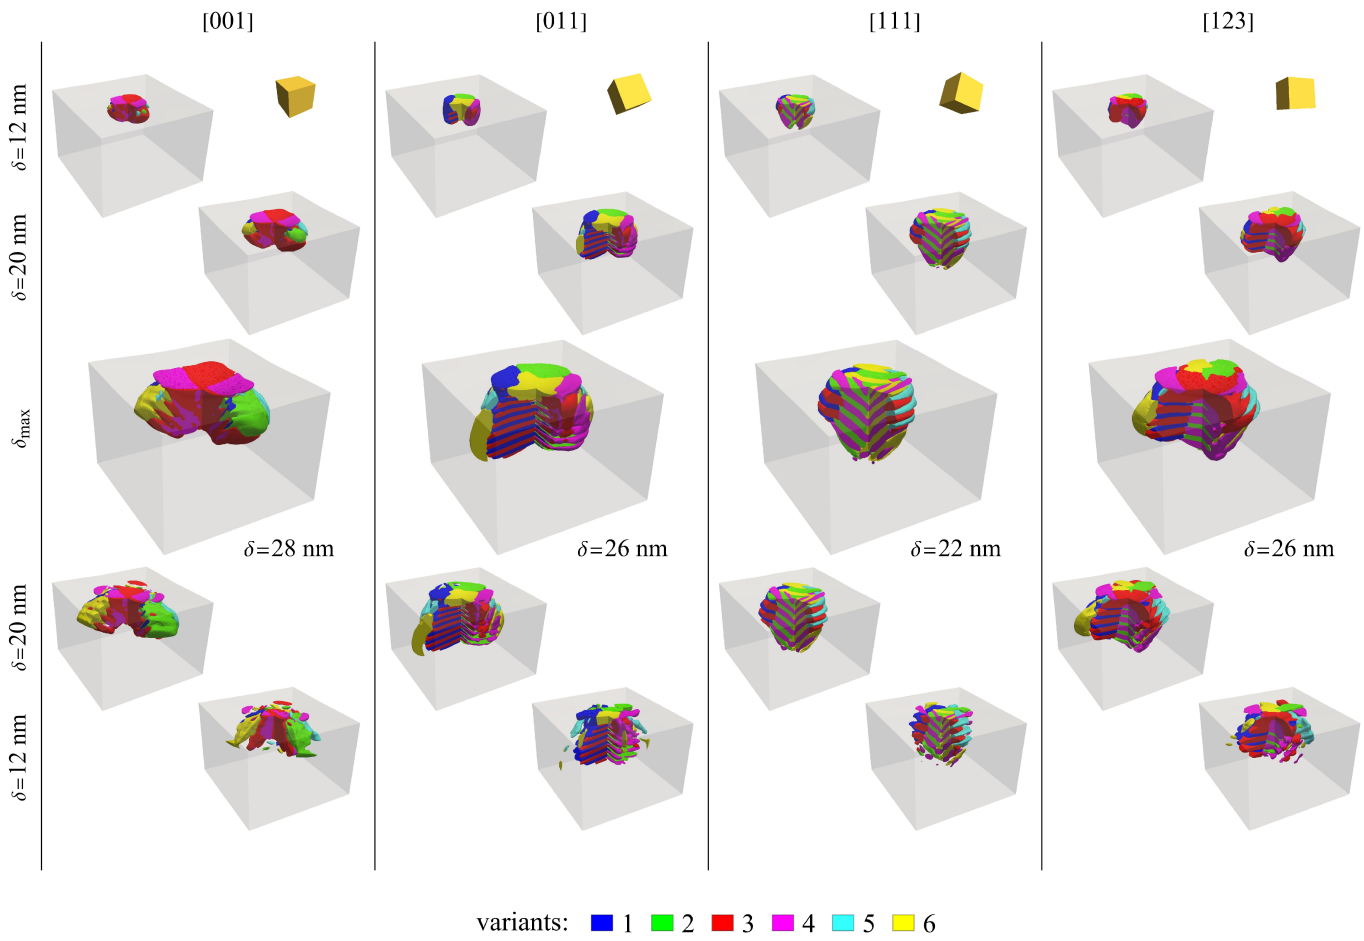 [001] [011] [111] [123]
δ=12 nm
δ=20 nm
δmax
δ=28 nm δ=26 nm δ=22 nm δ=26 nm
δ=20 nm
δ=12 nm
variants: 1 2 3 4 5 6